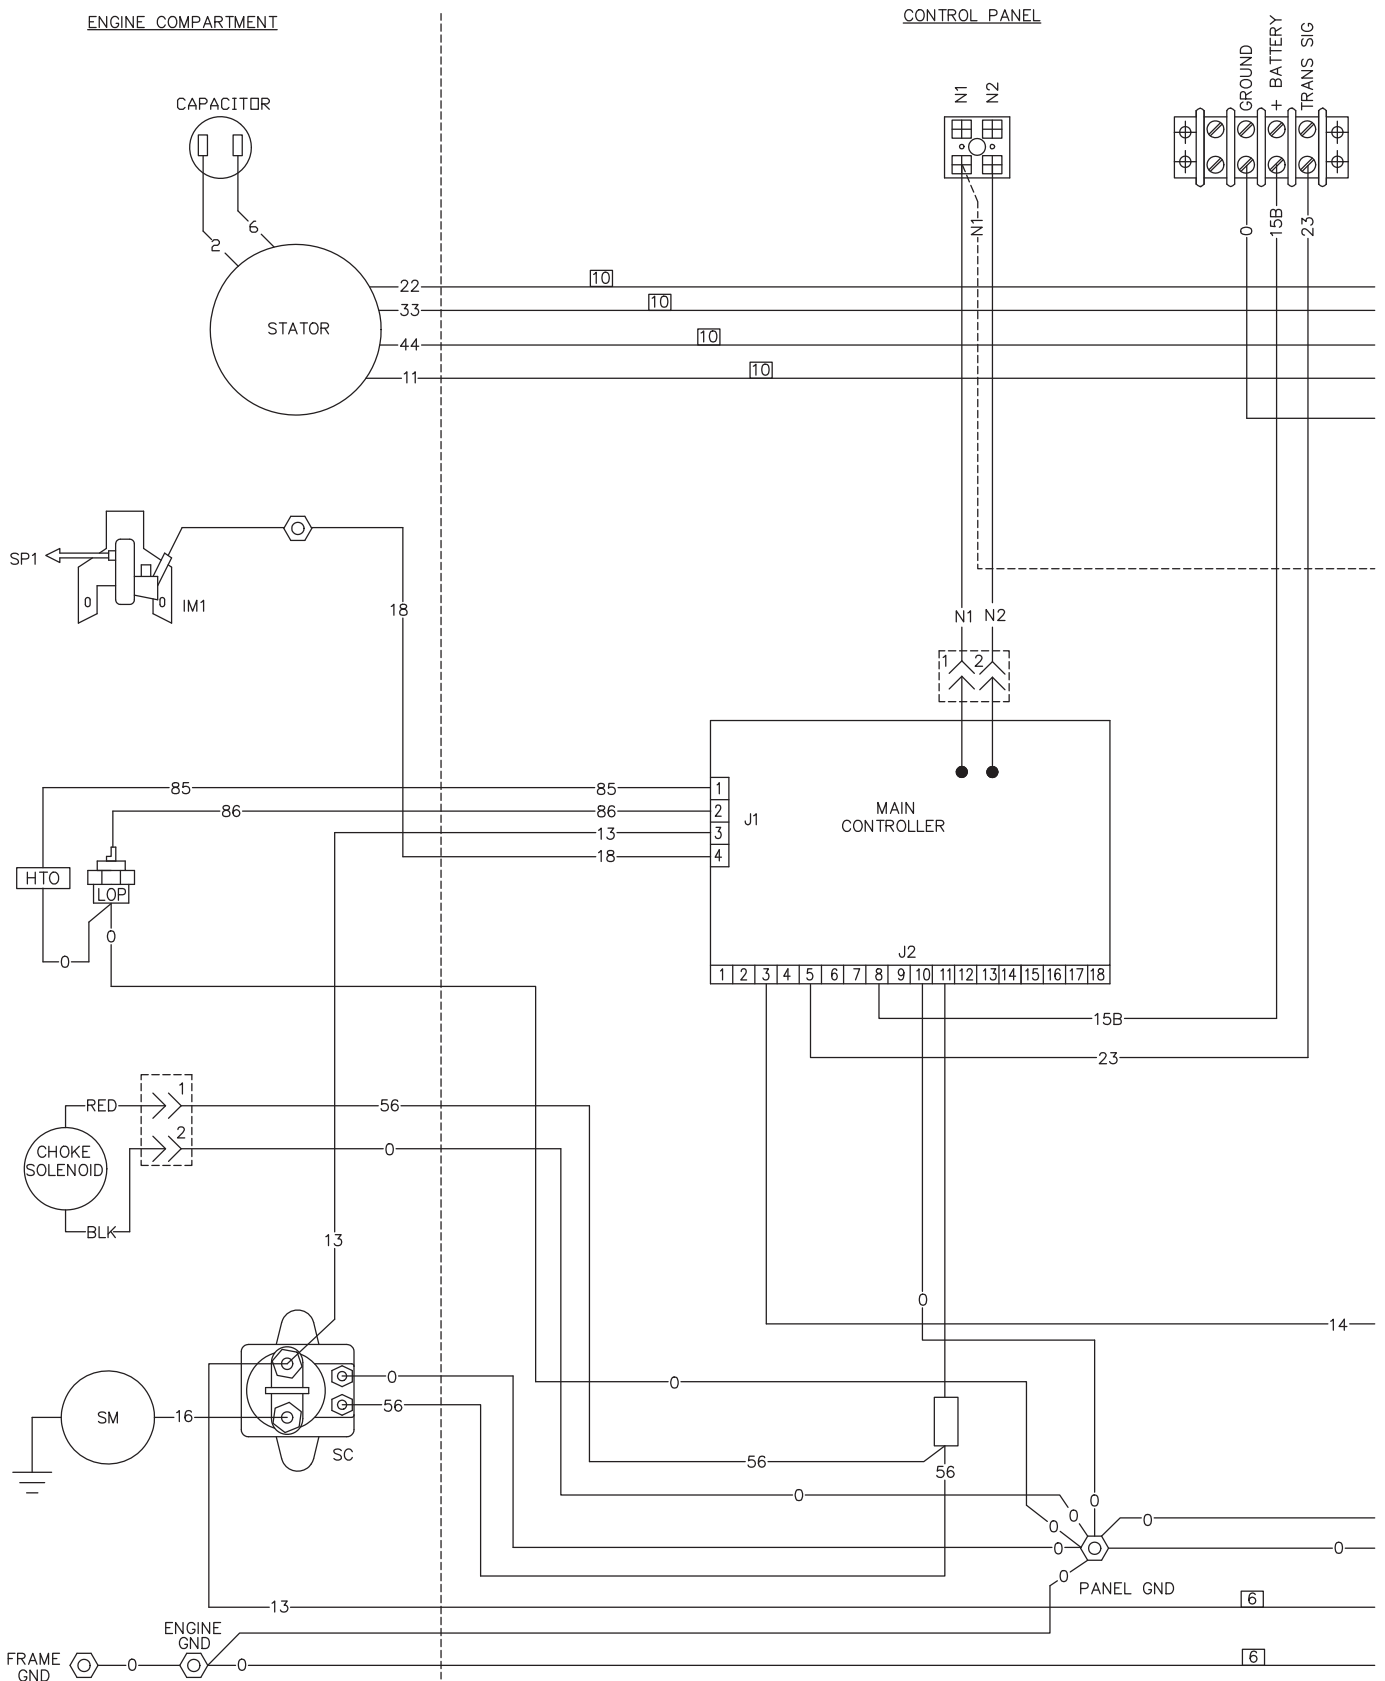 ENGINE COMPARTMENT
CONTROL PANEL
CAPACITOR
N1
N2
GROUND
+ BATTERY
TRANS SIG
2
6
N1
0
15B
23
STATOR
22
10
33
10
44
10
11
10
SP1
IM1
18
N1
N2
1
2
85
85
1
86
86
2
13
3
18
4
J1
MAIN
CONTROLLER
HTO
LOP
0
0
J2
1 2 3 4 5 6 7 8 9 10 11 12 13 14 15 16 17 18
15B
23
RED
1
56
2
0
CHOKE
SOLENOID
BLK
13
0
14
SM
16
0
56
SC
0
56
56
0
0
0
0
0
0
0
0
PANEL GND
13
6
ENGINE
GND
FRAME
GND
0
0
6